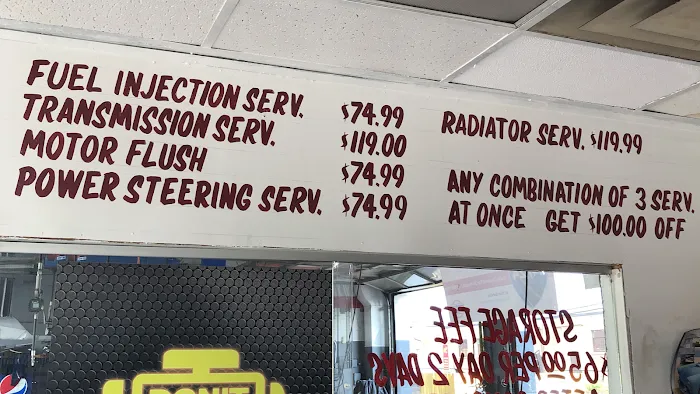 FUEL INJECTION SERV. $74.99
TRANSMISSION SERV. $119.00
MOTOR FLUSH $74.99
POWER STEERING SERV. $74.99
RADIATOR SERV. $119.99
ANY COMBINATION OF 3 SERV.
AT ONCE GET $100.00 OFF
STORAGE FEE
$65.00 PER DAY 2 DAYS
DON'T